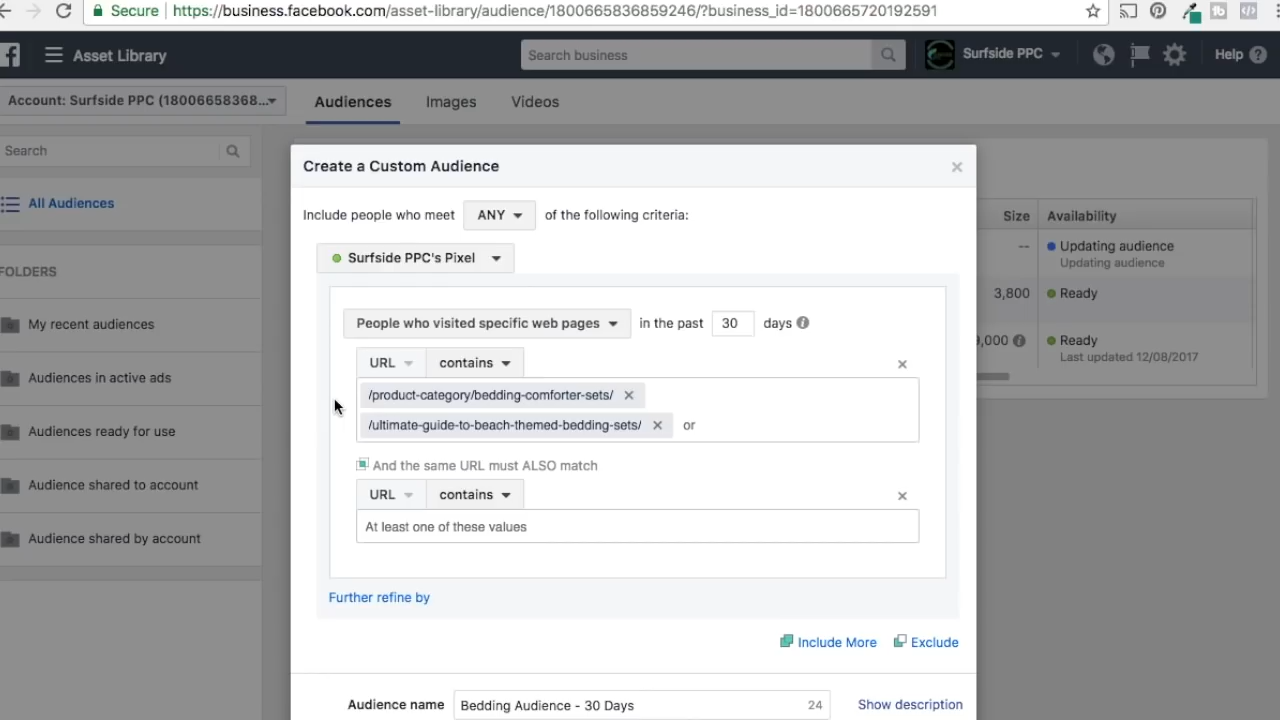 Secure https://business.facebook.com/asset-library/audience/1800665836859246/?business_id=1800665720192591
f Asset Library Search business Surfside PPC Help ?
Account: Surfside PPC (18006658368... Audiences Images Videos
Search
All Audiences
FOLDERS
My recent audiences
Audiences in active ads
Audiences ready for use
Audience shared to account
Audience shared by account
Create a Custom Audience ×
Include people who meet ANY of the following criteria:
Surfside PPC's Pixel
People who visited specific web pages in the past 30 days i
URL contains ×
/product-category/bedding-comforter-sets/ ×
/ultimate-guide-to-beach-themed-bedding-sets/ × or
And the same URL must ALSO match
URL contains ×
At least one of these values
Further refine by
Include More Exclude
Audience name Bedding Audience - 30 Days 24 Show description
Size Availability
-- Updating audience
Updating audience
3,800 Ready
,000 i Ready
Last updated 12/08/2017